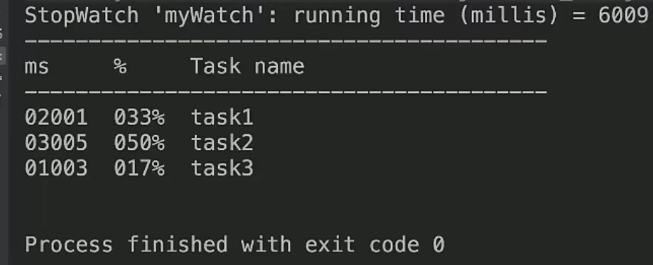 StopWatch 'myWatch': running time (millis) = 6009
-----------------------------------------
ms     %     Task name
-----------------------------------------
02001  033%  task1
03005  050%  task2
01003  017%  task3
Process finished with exit code 0